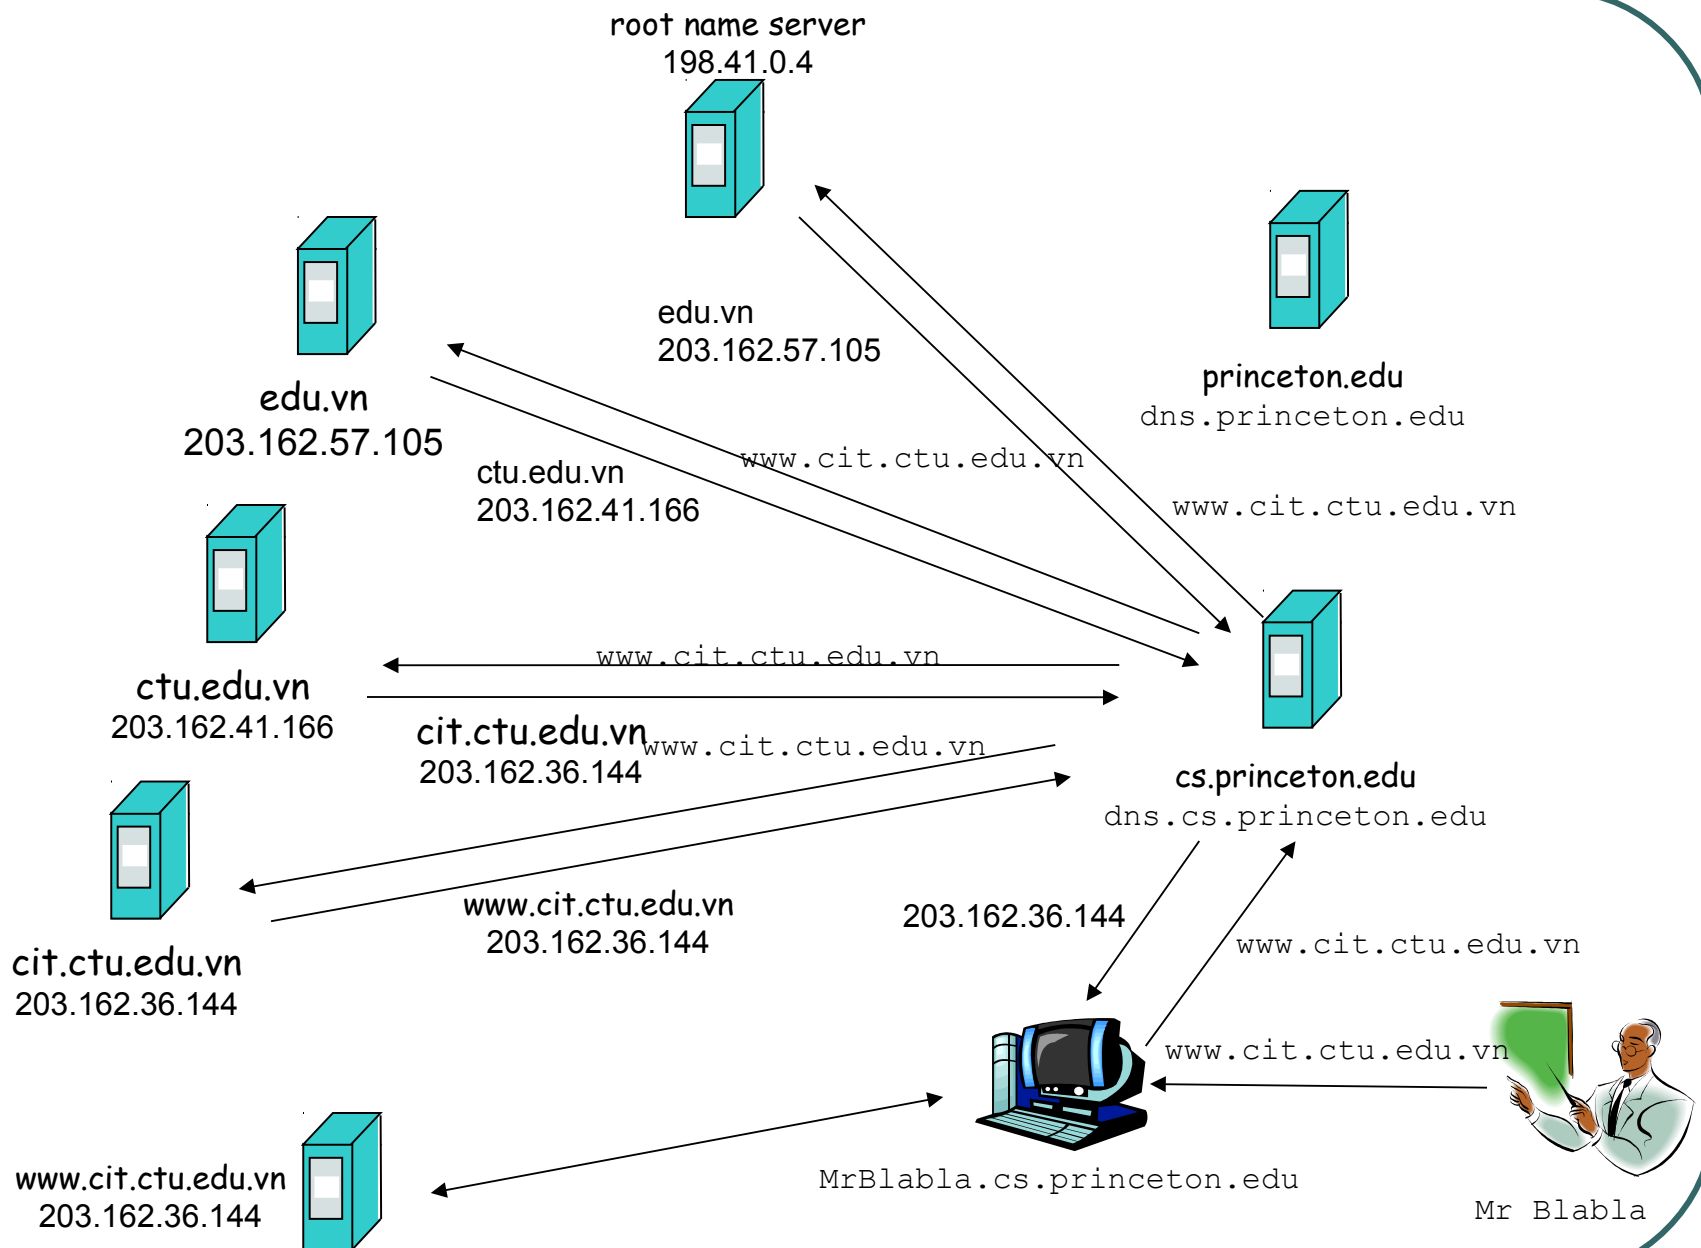 root name server
198.41.0.4
edu.vn
203.162.57.105
princeton.edu
dns.princeton.edu
edu.vn
203.162.57.105
www.cit.ctu.edu.vn
ctu.edu.vn
203.162.41.166
www.cit.ctu.edu.vn
www.cit.ctu.edu.vn
ctu.edu.vn
203.162.41.166
cit.ctu.edu.vn
203.162.36.144
www.cit.ctu.edu.vn
cs.princeton.edu
dns.cs.princeton.edu
www.cit.ctu.edu.vn
203.162.36.144
203.162.36.144
www.cit.ctu.edu.vn
cit.ctu.edu.vn
203.162.36.144
www.cit.ctu.edu.vn
www.cit.ctu.edu.vn
203.162.36.144
MrBlabla.cs.princeton.edu
Mr Blabla